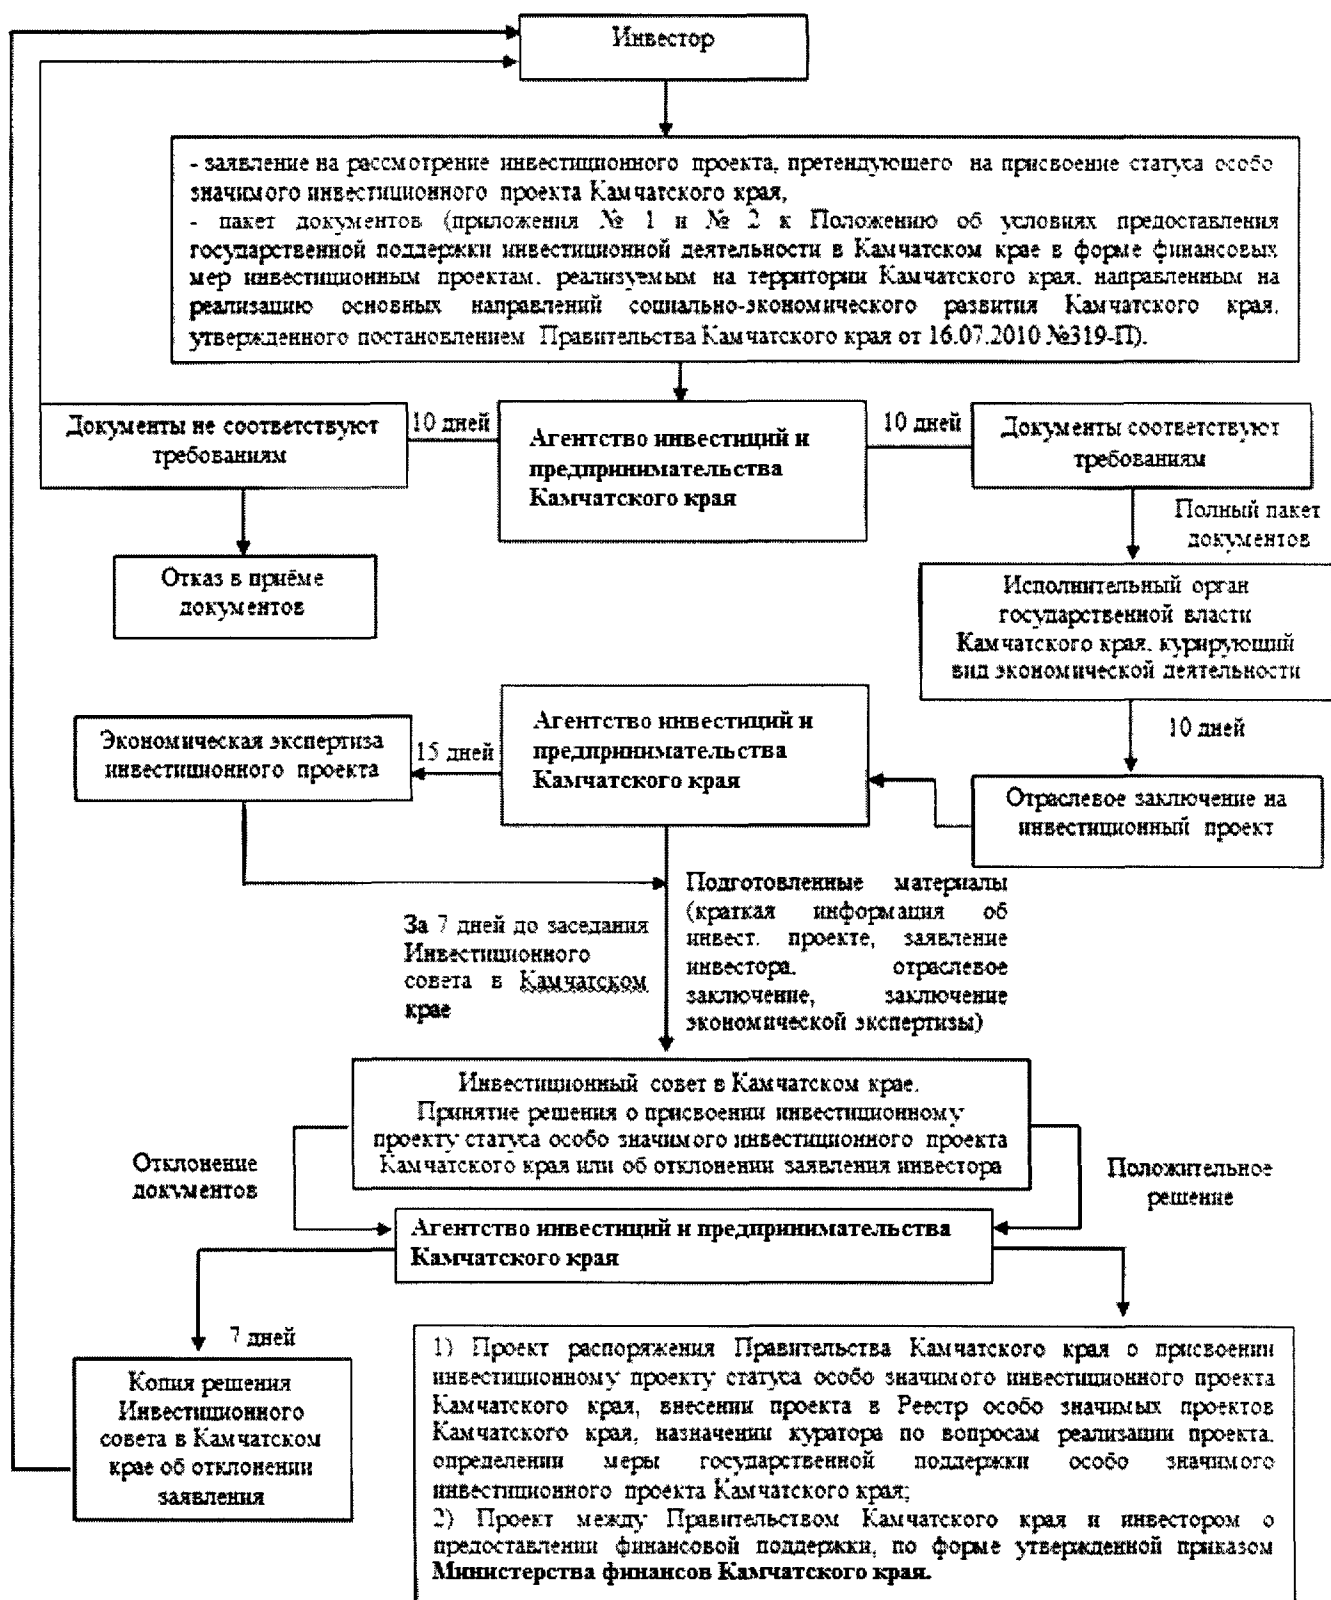 Инвестор
- заявление на рассмотрение инвестиционного проекта, претендующего на присвоение статуса особо
значимого инвестиционного проекта Камчатского края,
- пакет документов (приложения № 1 и № 2 к Положению об условиях предоставления
государственной поддержки инвестиционной деятельности в Камчатском крае в форме финансовых
мер инвестиционным проектам, реализуемым на территории Камчатского края, направленным на
реализацию основных направлений социально-экономического развития Камчатского края,
утвержденного постановлением Правительства Камчатского края от 16.07.2010 №319-П).
Документы не соответствуют
требованиям
10 дней
Агентство инвестиций и
предпринимательства
Камчатского края
10 дней
Документы соответствуют
требованиям
Полный пакет
документов
Отказ в приёме
документов
Исполнительный орган
государственной власти
Камчатского края, курирующий
вид экономической деятельности
10 дней
Экономическая экспертиза
инвестиционного проекта
15 дней
Агентство инвестиций и
предпринимательства
Камчатского края
Отраслевое заключение на
инвестиционный проект
За 7 дней до заседания
Инвестиционного
совета в Камчатском
крае
Подготовленные материалы
(краткая информация об
инвест. проекте, заявление
инвестора, отраслевое
заключение, заключение
экономической экспертизы)
Инвестиционный совет в Камчатском крае.
Принятие решения о присвоении инвестиционному
проекту статуса особо значимого инвестиционного проекта
Камчатского края или об отклонении заявления инвестора
Отклонение
документов
Положительное
решение
Агентство инвестиций и предпринимательства
Камчатского края
7 дней
Копия решения
Инвестиционного
совета в Камчатском
крае об отклонении
заявления
1) Проект распоряжения Правительства Камчатского края о присвоении
инвестиционному проекту статуса особо значимого инвестиционного проекта
Камчатского края, внесении проекта в Реестр особо значимых проектов
Камчатского края, назначении куратора по вопросам реализации проекта,
определении меры государственной поддержки особо значимого
инвестиционного проекта Камчатского края;
2) Проект между Правительством Камчатского края и инвестором о
предоставлении финансовой поддержки, по форме утвержденной приказом
Министерства финансов Камчатского края.